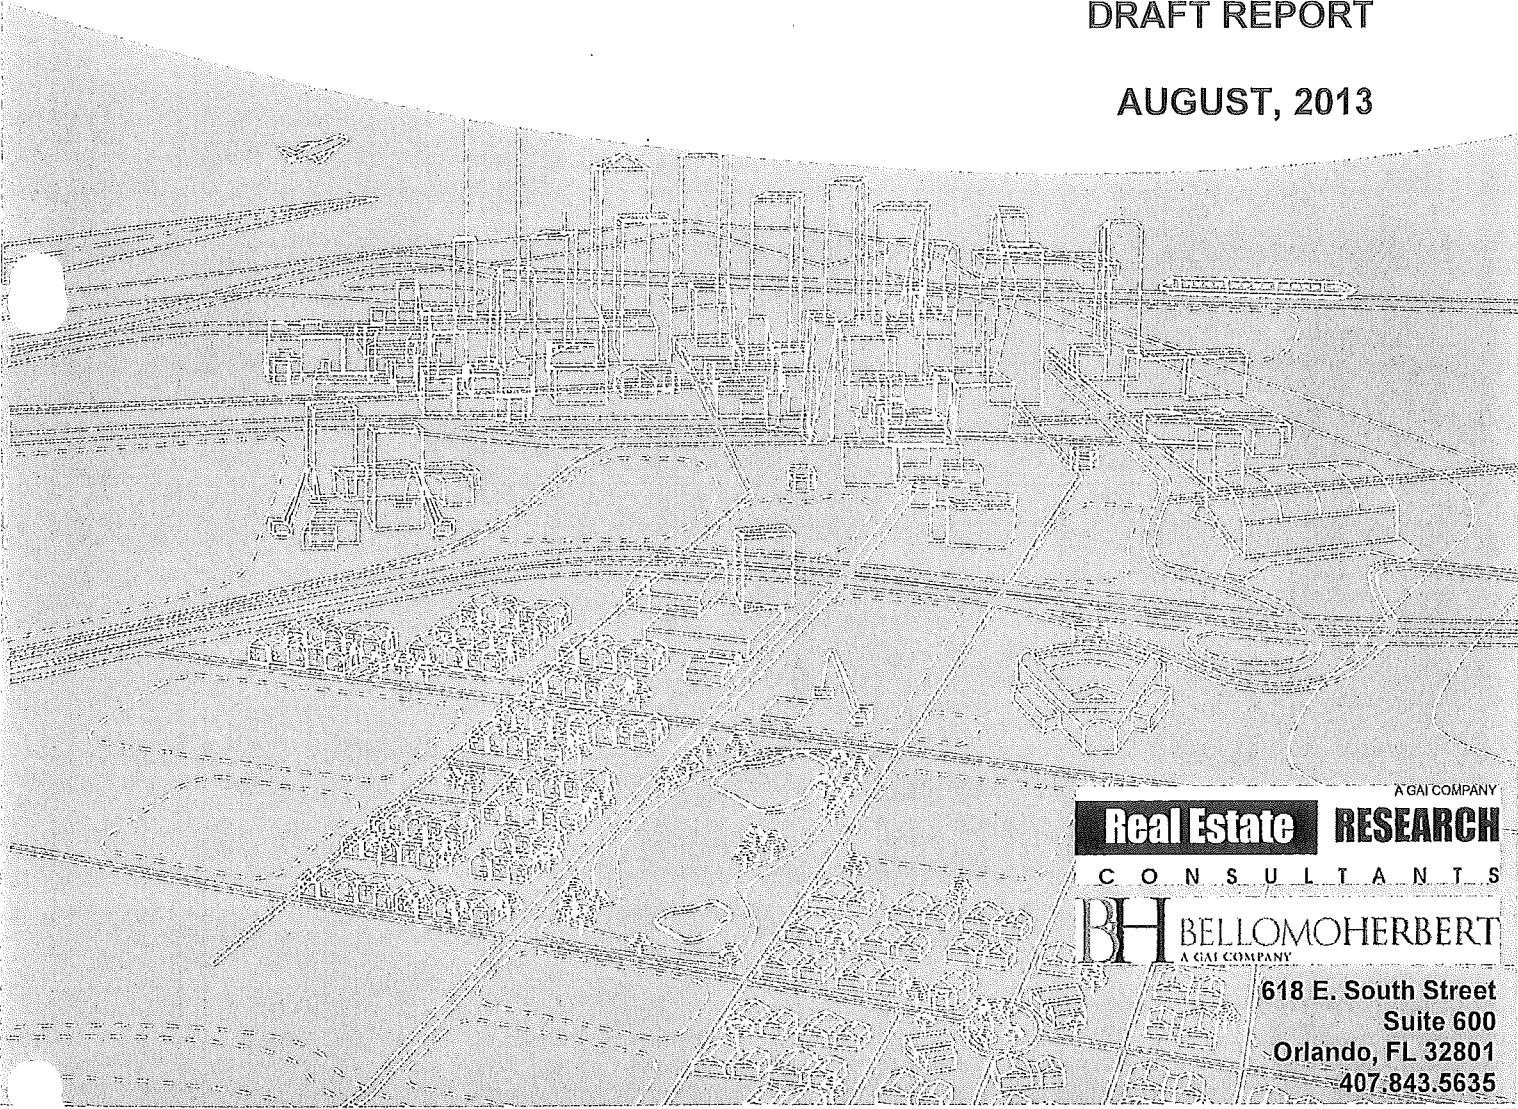 DRAFT REPORT
AUGUST, 2013
A GAI COMPANY
Real Estate RESEARCH
CONSULTANTS
BH BELLOMOHERBERT
A GAI COMPANY
618 E. South Street
Suite 600
Orlando, FL 32801
407.843.5635